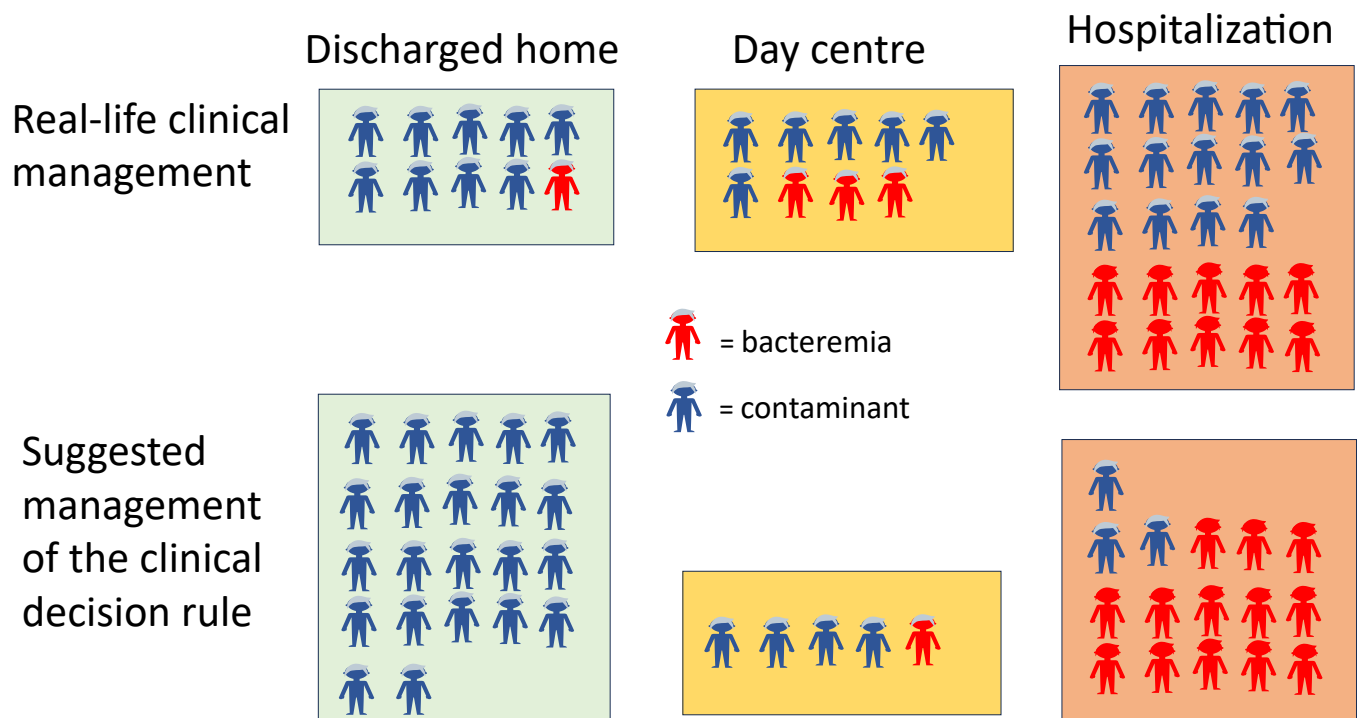 Discharged home
Day centre
Hospitalization
Real-life clinical
management
= bacteremia
= contaminant
Suggested
management
of the clinical
decision rule